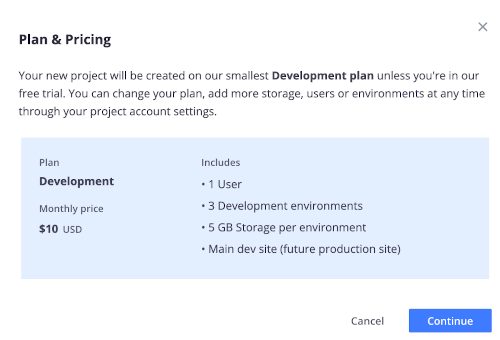 Plan & Pricing
Your new project will be created on our smallest Development plan unless you're in our
free trial. You can change your plan, add more storage, users or environments at any time
through your project account settings.
Plan
Development
Monthly price
$10 USD
Includes
• 1 User
• 3 Development environments
• 5 GB Storage per environment
• Main dev site (future production site)
Cancel
Continue